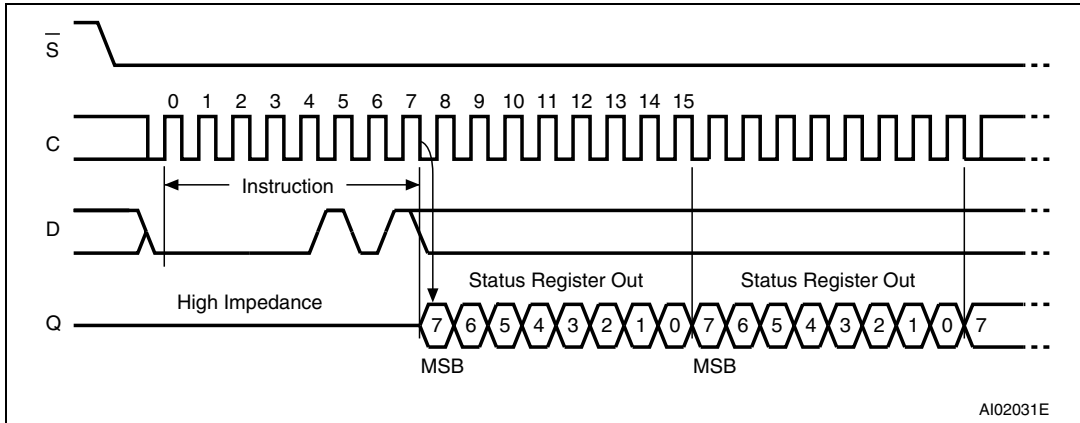 S
0 1 2 3 4 5 6 7 8 9 10 11 12 13 14 15
C
Instruction
D
Status Register Out Status Register Out
High Impedance
Q 7 6 5 4 3 2 1 0 7 6 5 4 3 2 1 0 7
MSB MSB
AI02031E